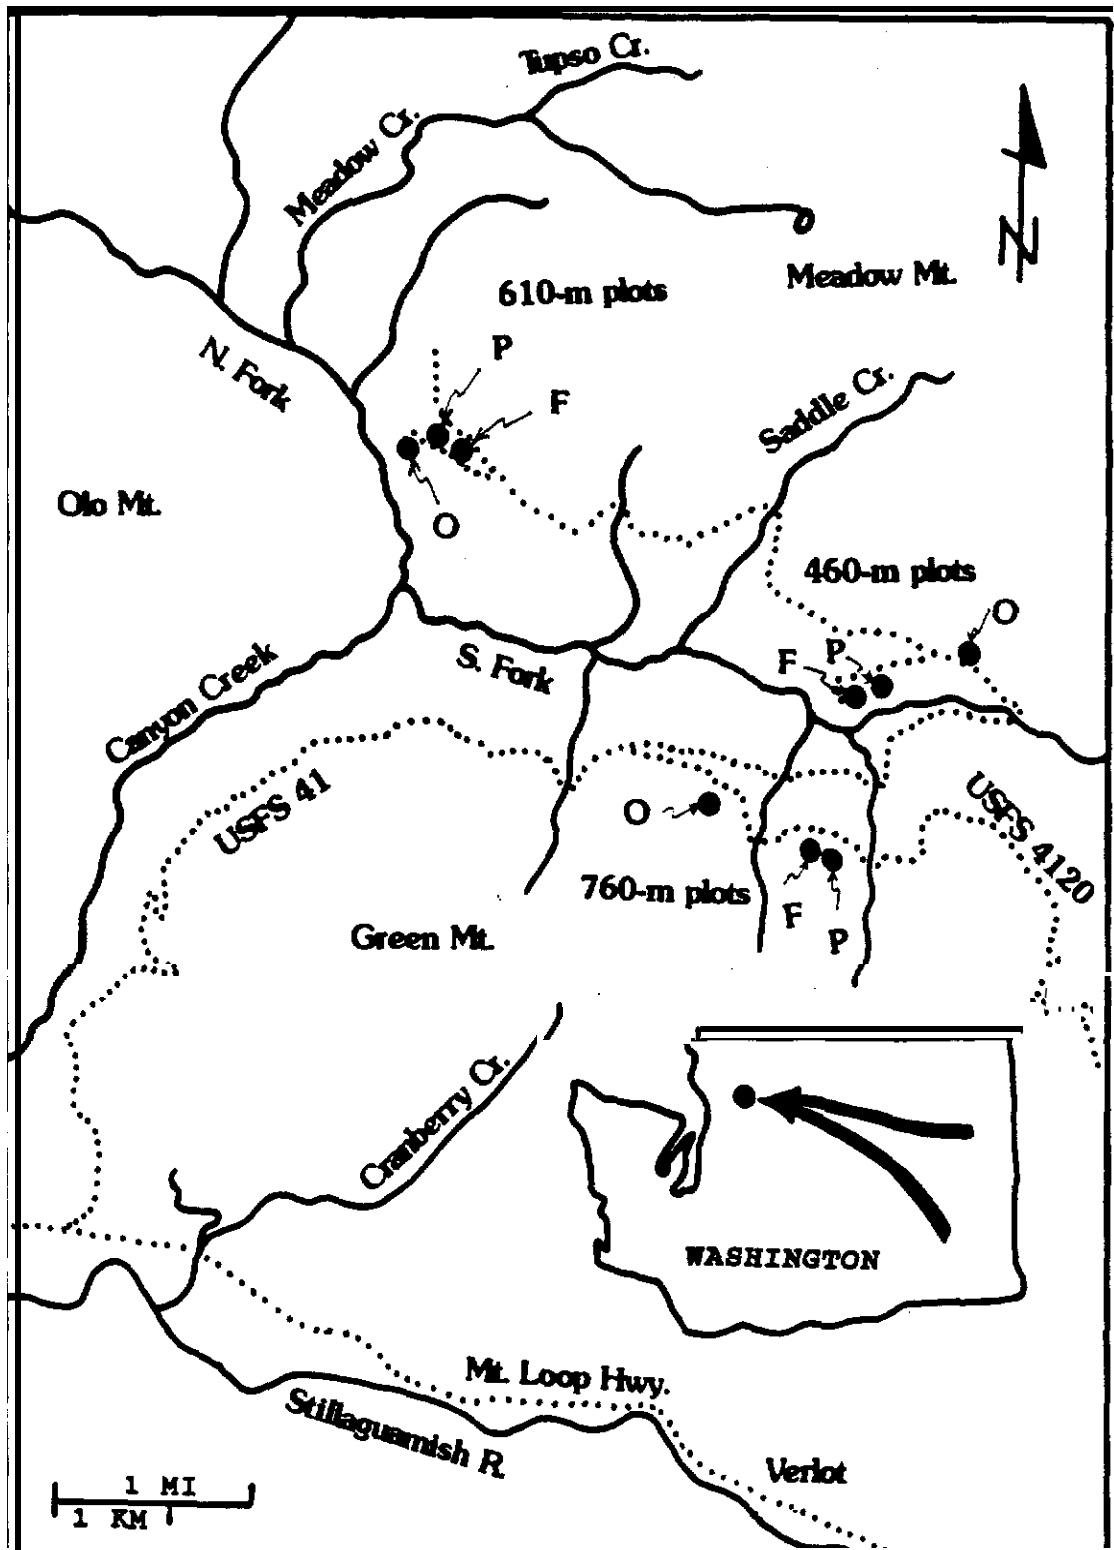 Tupso Cr.
Meadow Cr.
N
Meadow Mt.
610-m plots
P
N. Fork
F
Saddle Cr.
Olo Mt.
O
460-m plots
O
P
F
S. Fork
Canyon Creek
USFS 41
O
USFS 4120
760-m plots
F
P
Green Mt.
Cranberry Cr.
WASHINGTON
Mt. Loop Hwy.
Stillaguamish R.
Verlot
1 MI
1 KM